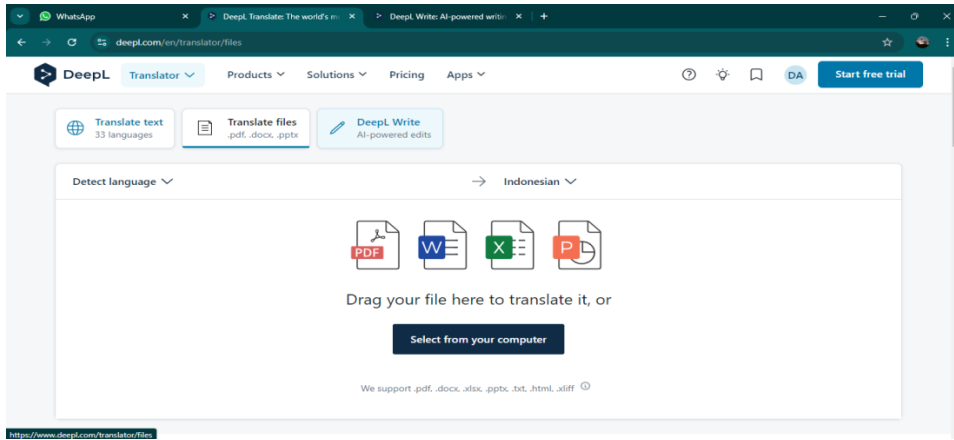 WhatsApp
DeepL Translate: The world's m
DeepL Write: AI-powered writin
deepl.com/en/translator/files
DeepL
Translator
Products
Solutions
Pricing
Apps
DA
Start free trial
Translate text
33 languages
Translate files
.pdf, .docx, .pptx
DeepL Write
AI-powered edits
Detect language
Indonesian
PDF
W
X
P
Drag your file here to translate it, or
Select from your computer
We support .pdf, .docx, .xlsx, .pptx, .txt, .html, .xliff
https://www.deepl.com/translator/files